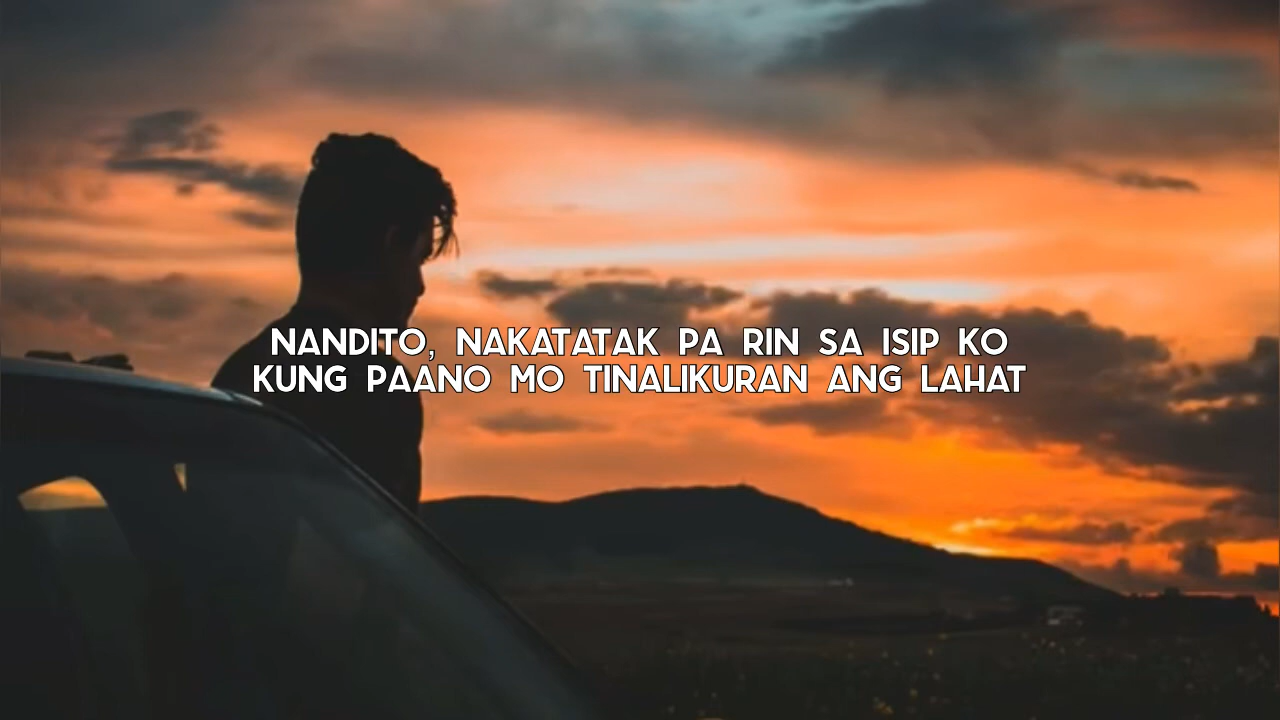 NANDITO, NAKATATAK PA RIN SA ISIP KO
KUNG PAANO MO TINALIKURAN ANG LAHAT